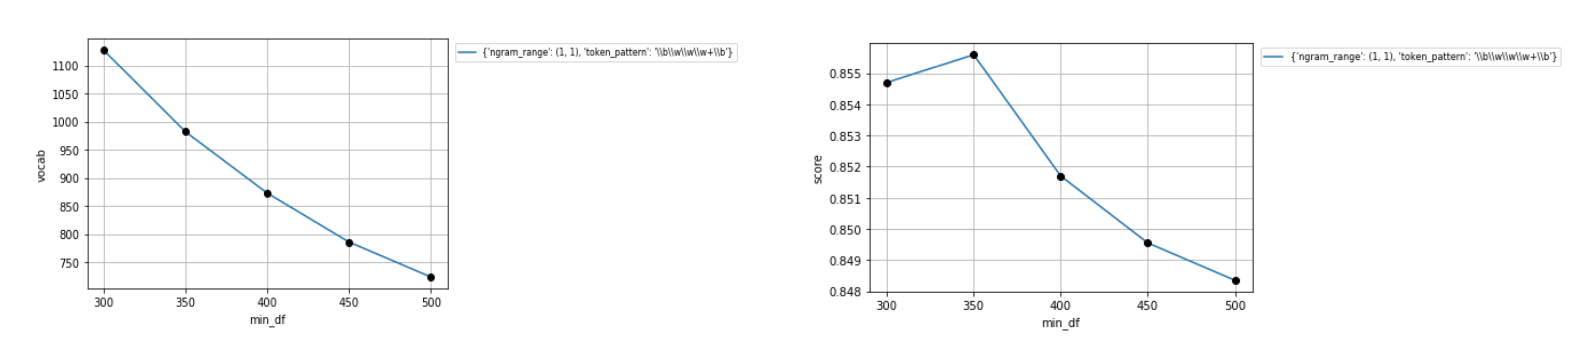 1100
1050
1000
950
900
850
800
750
vocab
300 350 400 450 500
min_df
{'ngram_range': (1, 1), 'token_pattern': '\\b\\w\\w\\w+\\b'}
0.855
0.854
0.853
0.852
0.851
0.850
0.849
0.848
score
300 350 400 450 500
min_df
{'ngram_range': (1, 1), 'token_pattern': '\\b\\w\\w\\w+\\b'}